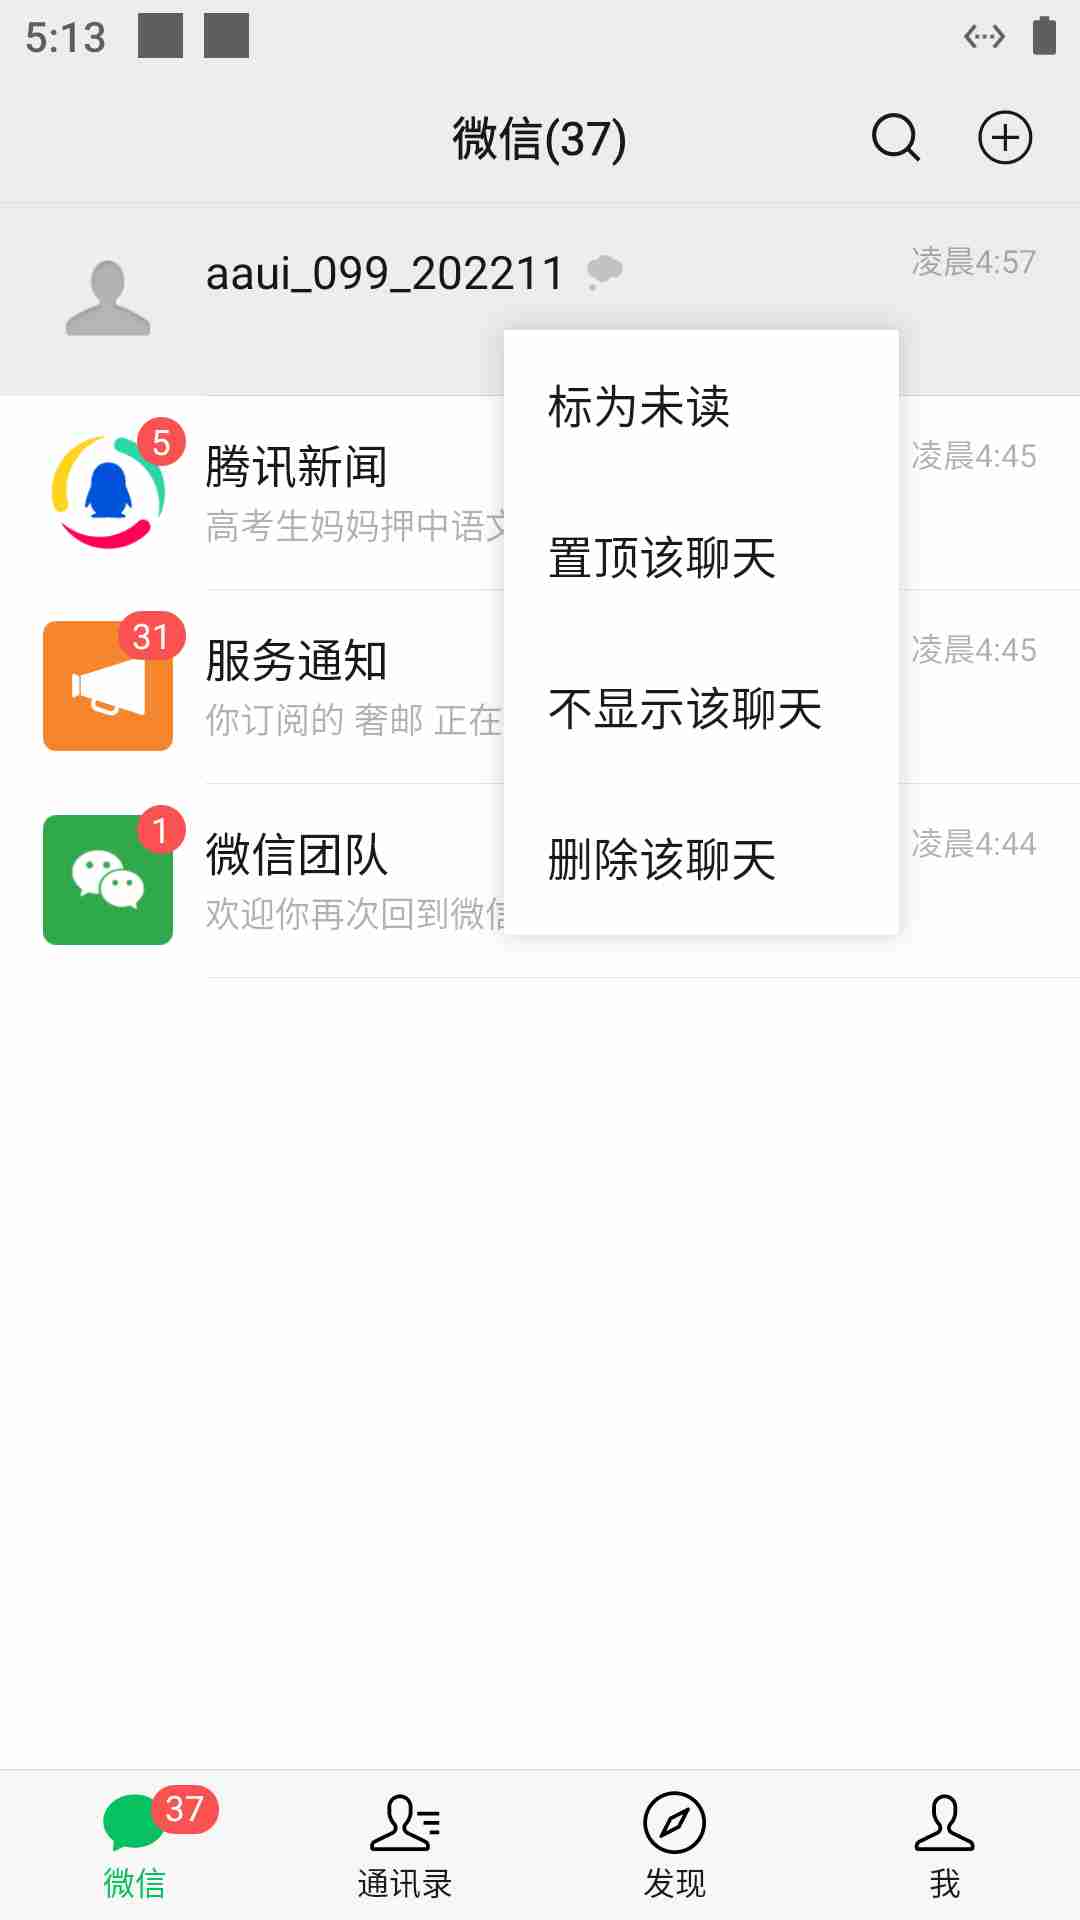 5:13
微信(37)
aaui_099_202211
凌晨4:57
标为未读
5
腾讯新闻
凌晨4:45
高考生妈妈押中语
置顶该聊天
31
服务通知
凌晨4:45
你订阅的 奢邮 正在
不显示该聊天
1
微信团队
凌晨4:44
欢迎你再次回到微信
删除该聊天
37
微信
通讯录
发现
我